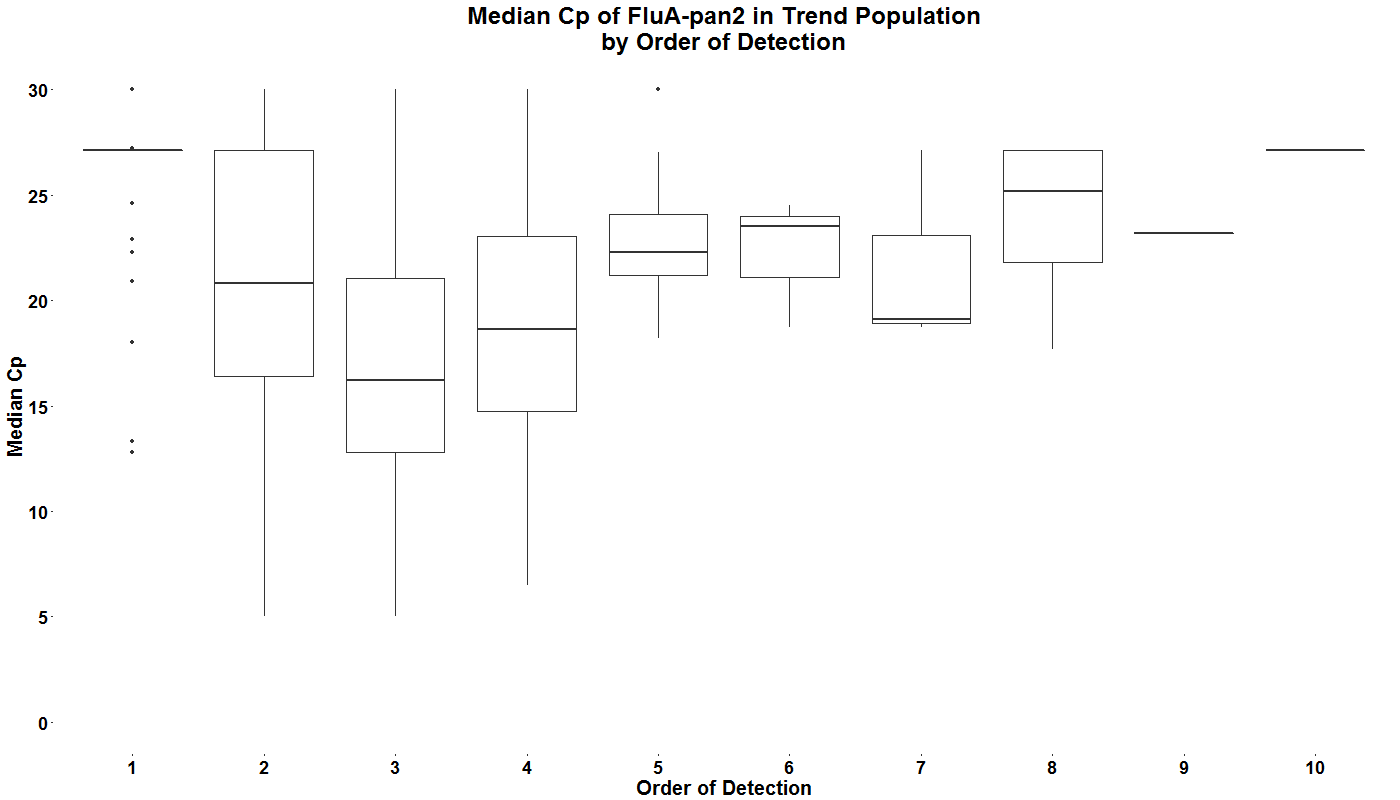 Median Cp of FluA-pan2 in Trend Population
by Order of Detection
30
25
20
15
10
5
0
Median Cp
1 2 3 4 5 6 7 8 9 10
Order of Detection